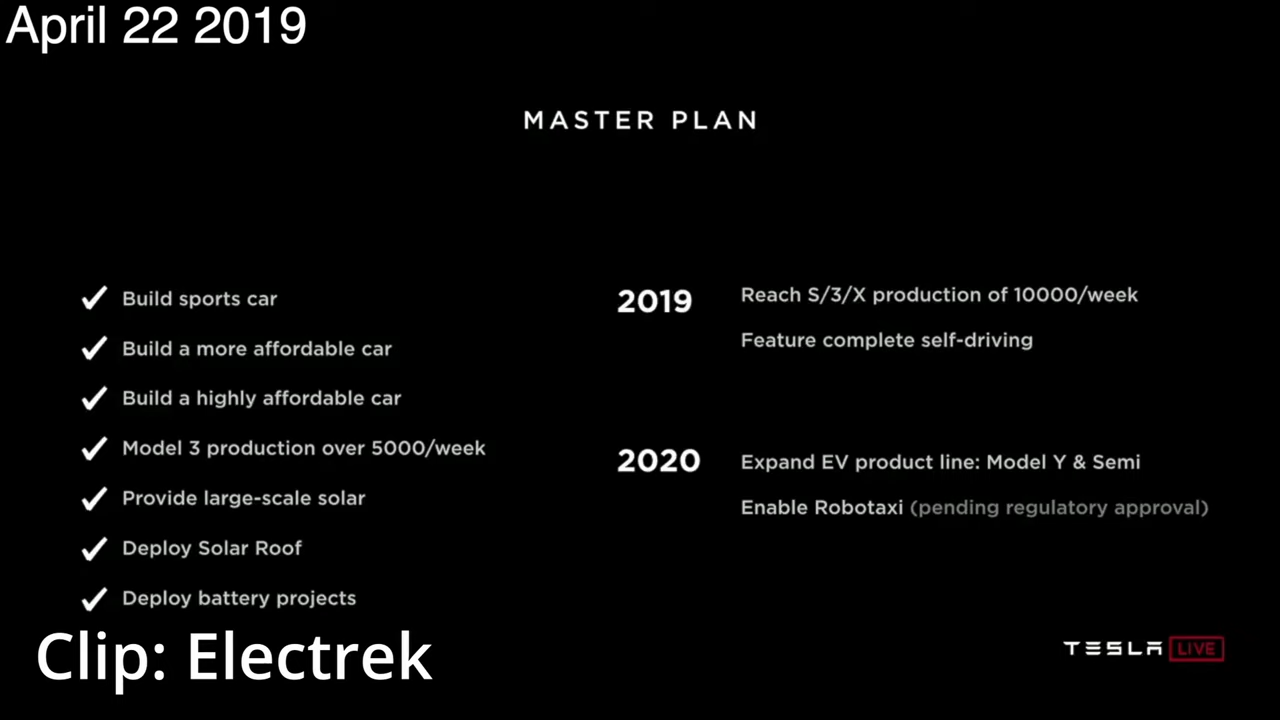 April 22 2019
MASTER PLAN
Build sports car
Build a more affordable car
Build a highly affordable car
Model 3 production over 5000/week
Provide large-scale solar
Deploy Solar Roof
Deploy battery projects
2019
Reach S/3/X production of 10000/week
Feature complete self-driving
2020
Expand EV product line: Model Y & Semi
Enable Robotaxi (pending regulatory approval)
Clip: Electrek
TESLA LIVE